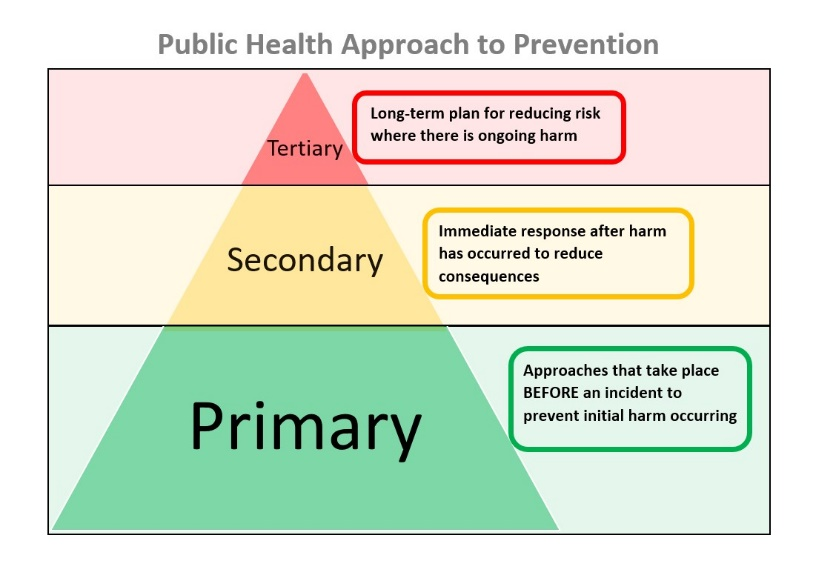 Public Health Approach to Prevention
Tertiary
Long-term plan for reducing risk
where there is ongoing harm
Secondary
Immediate response after harm
has occurred to reduce
consequences
Primary
Approaches that take place
BEFORE an incident to
prevent initial harm occurring